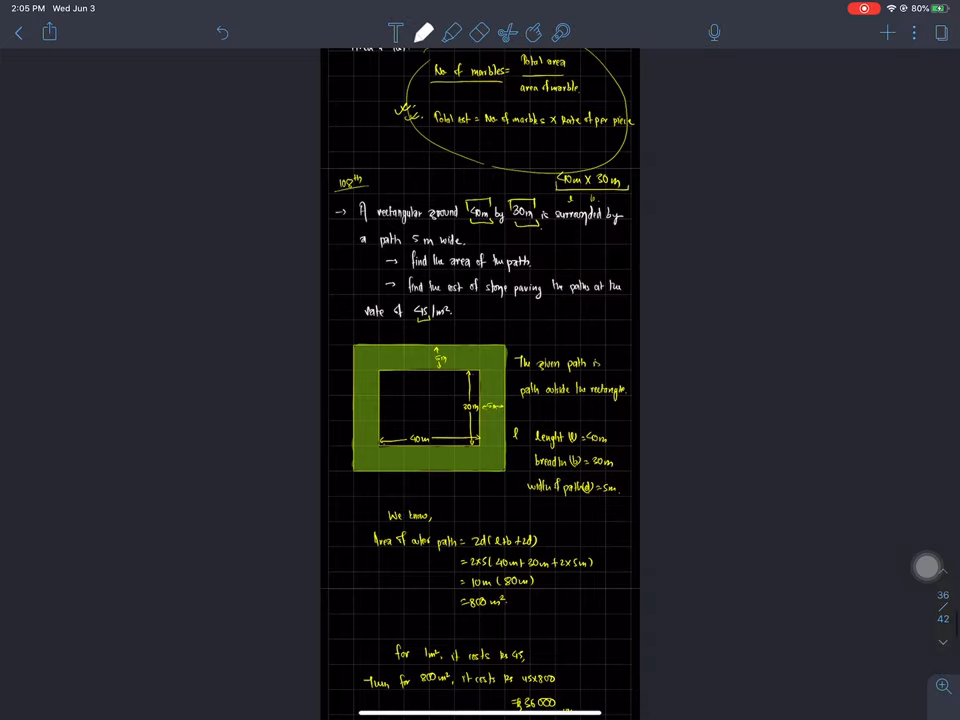 2:05 PM Wed Jun 3
80%
T
No of marbles = Total area
area of marble
Total cost = No of marbles × Rate of per piece
108th
40m × 30m
l b
→ A rectangular ground 40m by 30m is surrounded by
a path 5 m wide.
→ find the area of the path.
→ find the cost of stone paving the paths at the
rate of 45/m².
5m
30m
5m
40m
The given path is
path outside the rectangle.
lenght (l) = 40m
breadth (b) = 30m
width of path (d) = 5m.
We know,
Area of outer path = 2d(l+b+2d)
= 2×5(40m+30m+2×5m)
= 10m (80m)
= 800 m².
for 1m², it costs Rs 45,
Then for 800m², it costs Rs 45×800
= Rs 36000
36
/
42